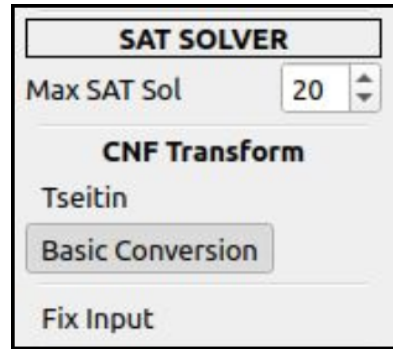 SAT SOLVER
Max SAT Sol 20
CNF Transform
Tseitin
Basic Conversion
Fix Input